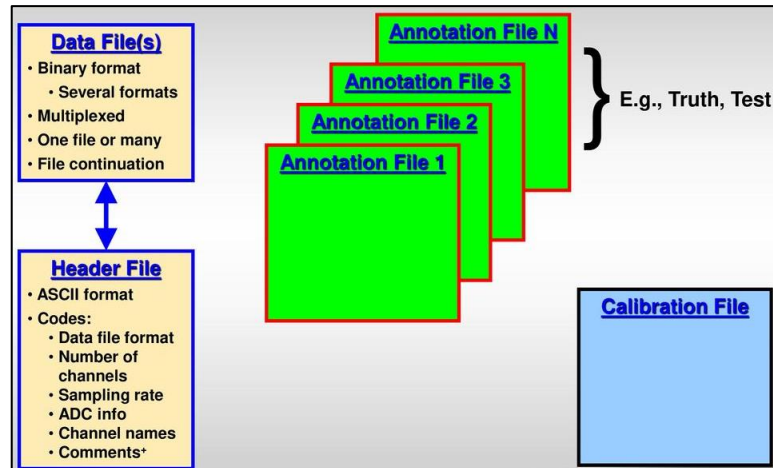 Data File(s)
• Binary format
• Several formats
• Multiplexed
• One file or many
• File continuation
Header File
• ASCII format
• Codes:
• Data file format
• Number of
channels
• Sampling rate
• ADC info
• Channel names
• Comments⁺
Annotation File N
Annotation File 3
Annotation File 2
Annotation File 1
} E.g., Truth, Test
Calibration File